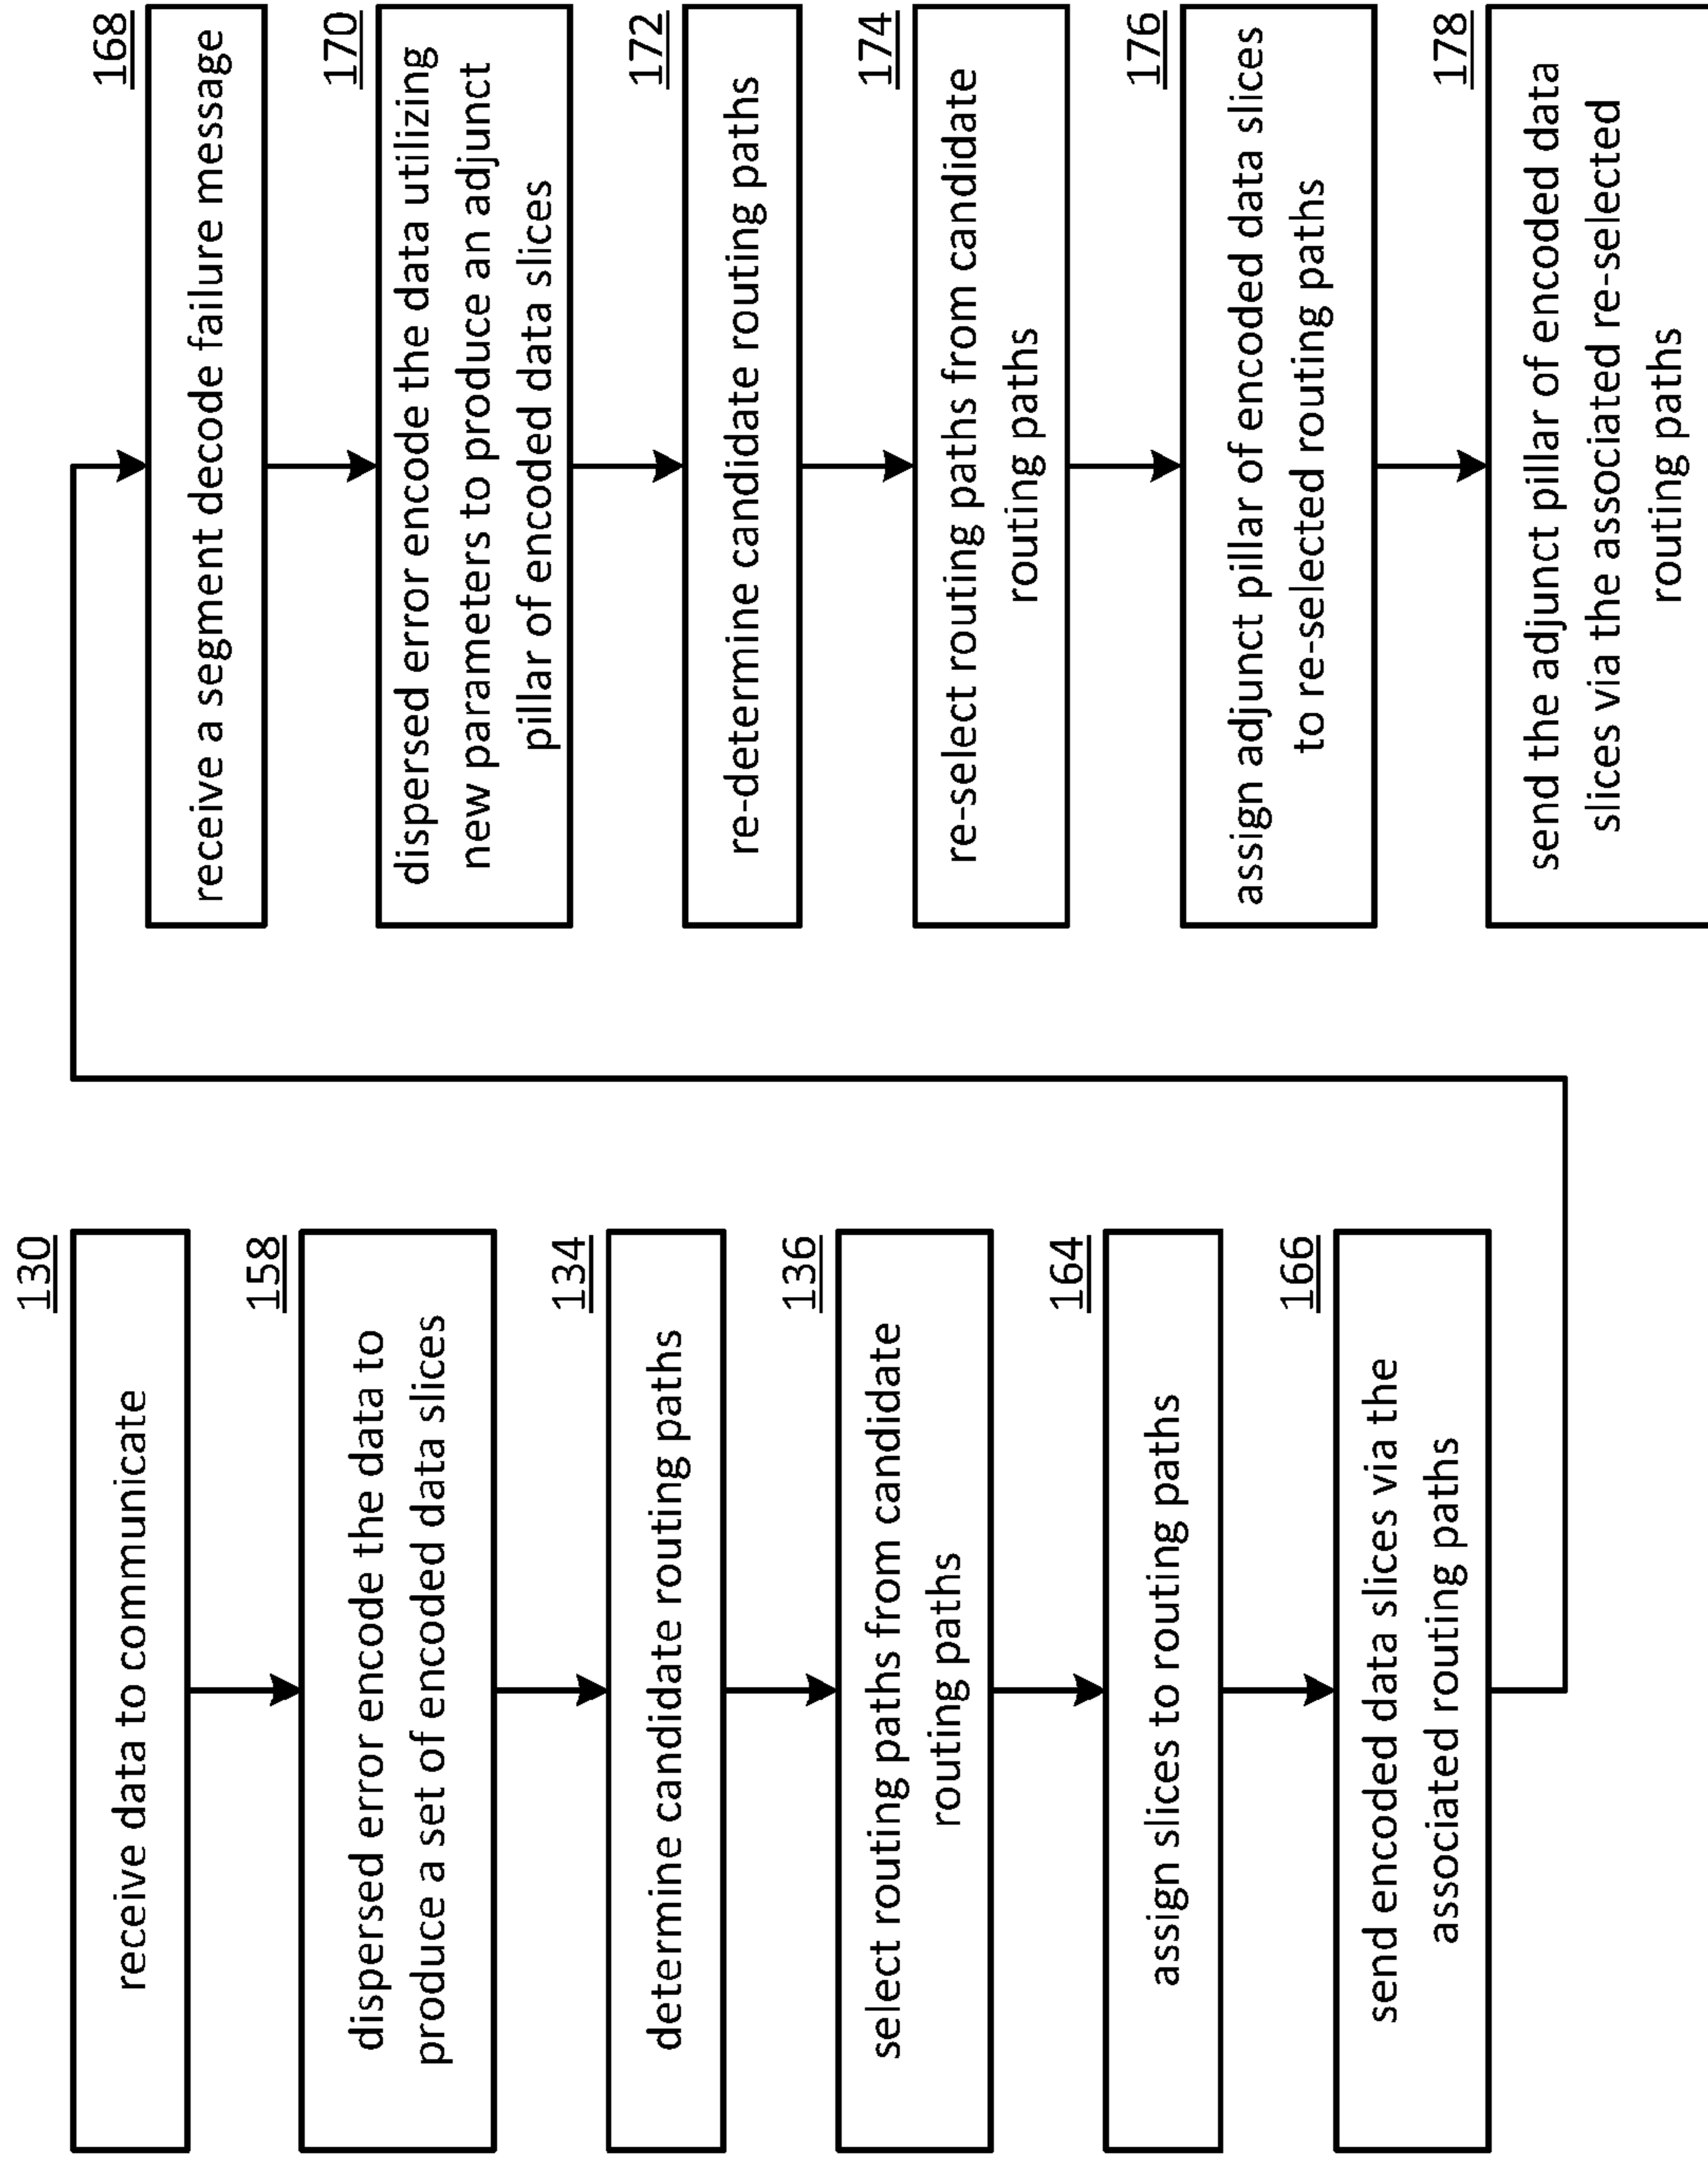 130
receive data to communicate
158
dispersed error encode the data to
produce a set of encoded data slices
134
determine candidate routing paths
136
select routing paths from candidate
routing paths
164
assign slices to routing paths
166
send encoded data slices via the
associated routing paths
168
receive a segment decode failure message
170
dispersed error encode the data utilizing
new parameters to produce an adjunct
pillar of encoded data slices
172
re-determine candidate routing paths
174
re-select routing paths from candidate
routing paths
176
assign adjunct pillar of encoded data slices
to re-selected routing paths
178
send the adjunct pillar of encoded data
slices via the associated re-selected
routing paths